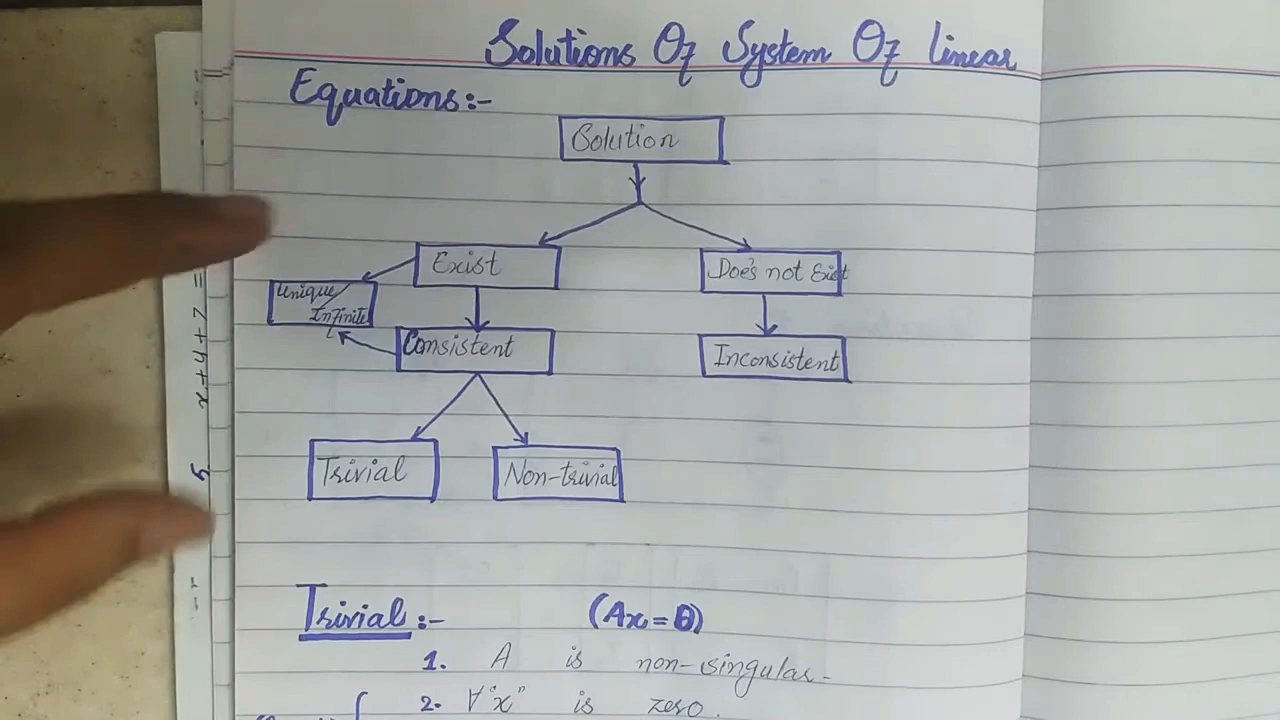 Solutions Of System Of linear
Equations:-
Solution
Exist
Does not Exist
Unique
Infinite
Consistent
Inconsistent
Trivial
Non-trivial
x+y+z =
5
Trivial:- (Ax = θ)
1. A is non-singular-
2. ∀ "x" is zero.